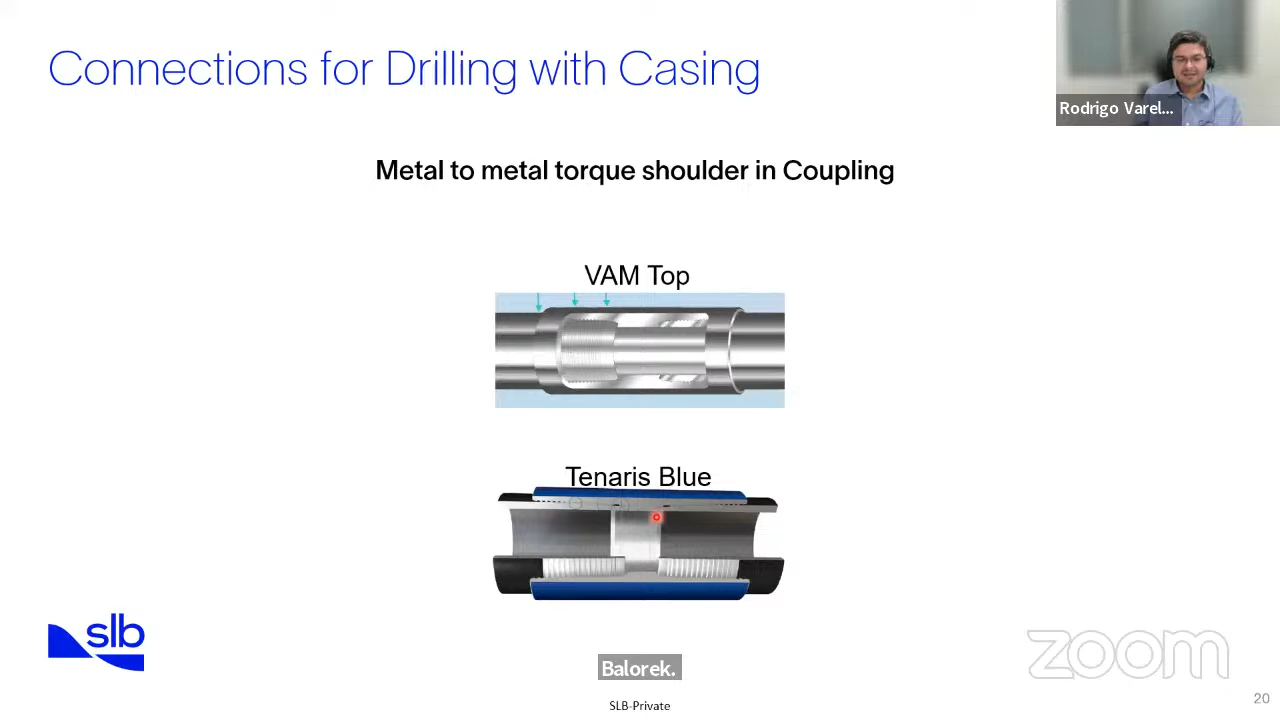 Connections for Drilling with Casing
Rodrigo Varel...
Metal to metal torque shoulder in Coupling
VAM Top
Tenaris Blue
slb
zoom
Balorek.
SLB-Private
20